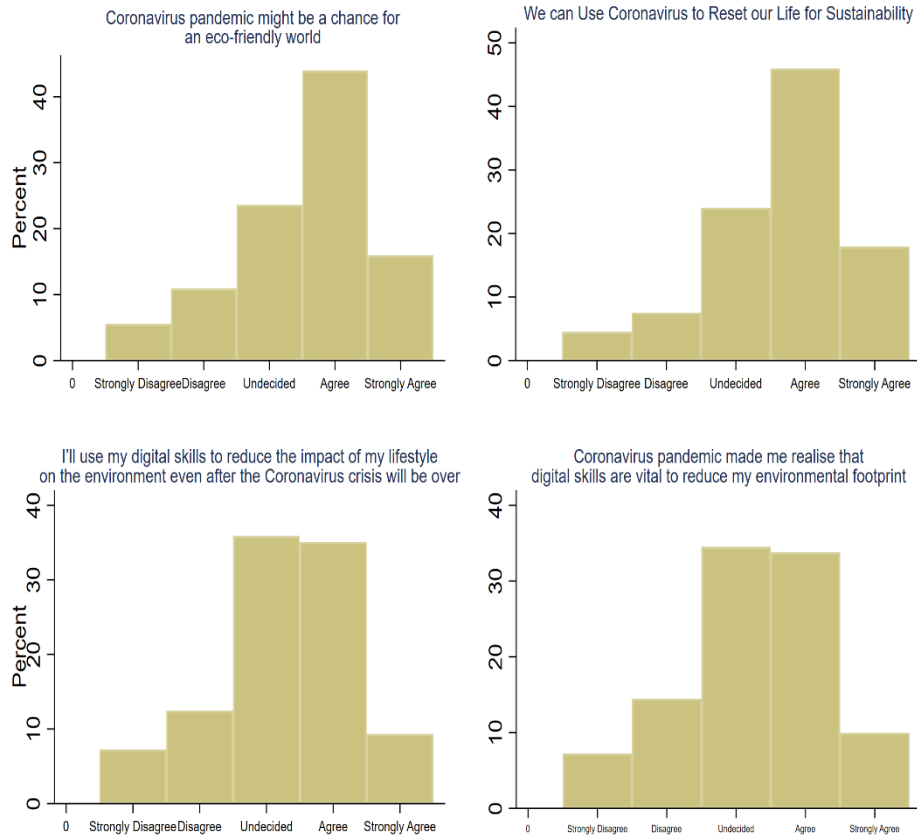 Coronavirus pandemic might be a chance for
an eco-friendly world
Percent
40
30
20
10
0
0 Strongly Disagree Disagree Undecided Agree Strongly Agree
We can Use Coronavirus to Reset our Life for Sustainability
50
40
30
20
10
0
0 Strongly Disagree Disagree Undecided Agree Strongly Agree
I'll use my digital skills to reduce the impact of my lifestyle
on the environment even after the Coronavirus crisis will be over
Percent
40
30
20
10
0
0 Strongly Disagree Disagree Undecided Agree Strongly Agree
Coronavirus pandemic made me realise that
digital skills are vital to reduce my environmental footprint
40
30
20
10
0
0 Strongly Disagree Disagree Undecided Agree Strongly Agree